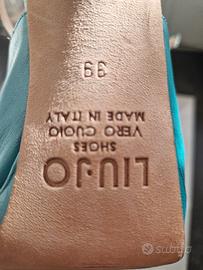 39
MADE IN ITALY
VERO CUOIO
SHOES
LIU·JO
subito